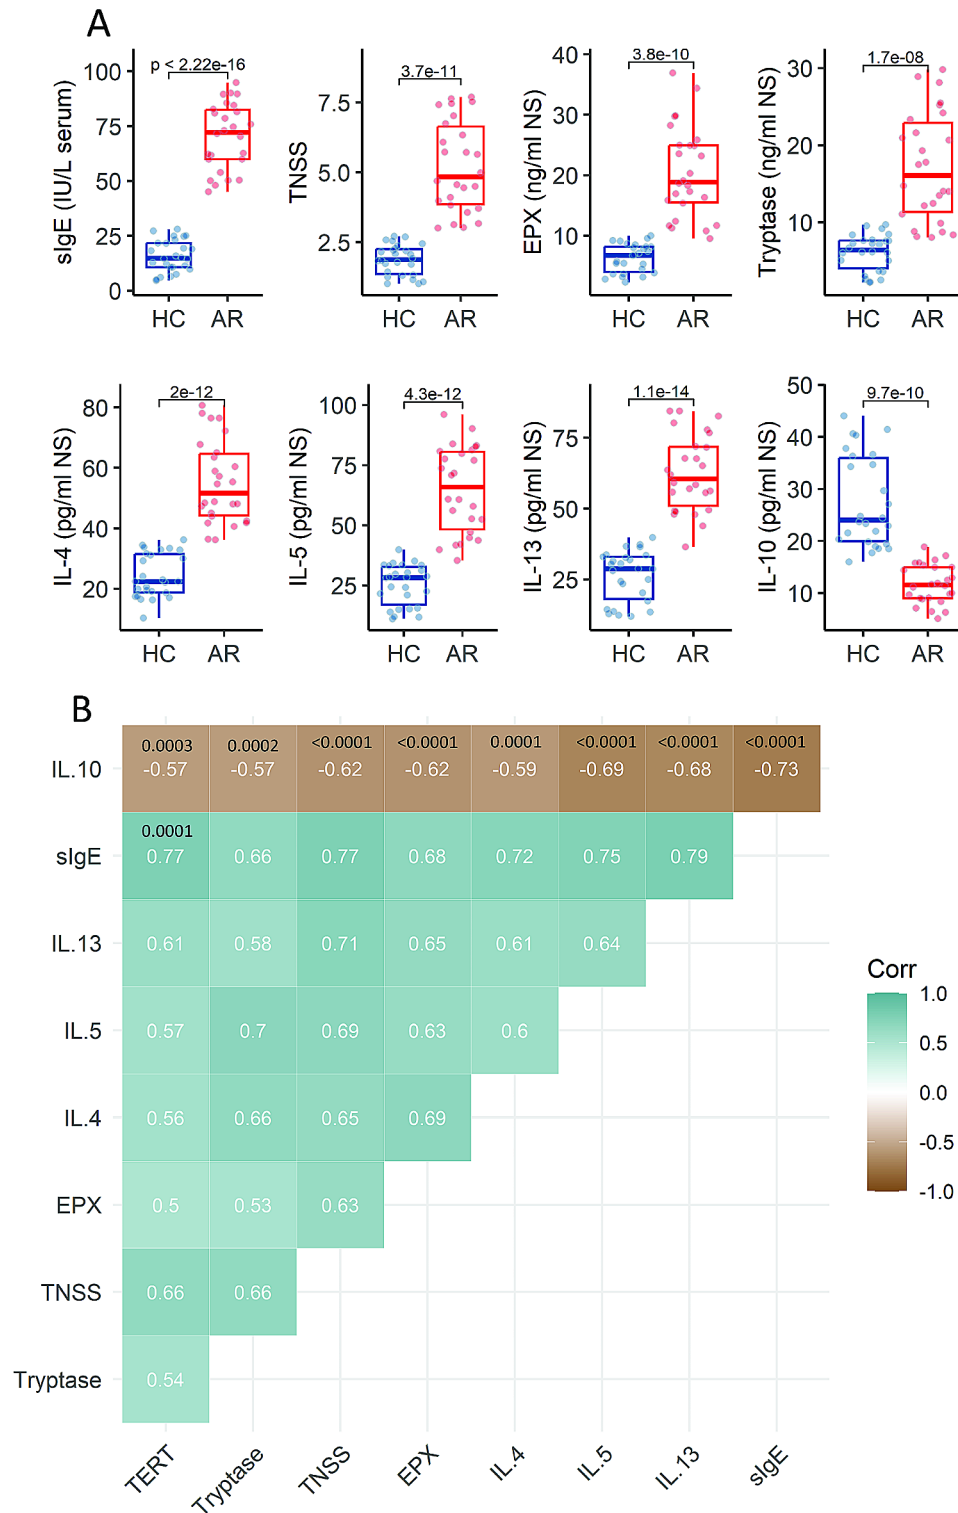 A
p < 2.22e-16
sIgE (IU/L serum)
100
75
50
25
0
HC AR
3.7e-11
TNSS
7.5
5.0
2.5
HC AR
3.8e-10
EPX (ng/ml NS)
40
30
20
10
HC AR
1.7e-08
Tryptase (ng/ml NS)
30
20
10
HC AR
2e-12
IL-4 (pg/ml NS)
80
60
40
20
HC AR
4.3e-12
IL-5 (pg/ml NS)
100
75
50
25
HC AR
1.1e-14
IL-13 (pg/ml NS)
75
50
25
HC AR
9.7e-10
IL-10 (pg/ml NS)
50
40
30
20
10
HC AR
B
0.0003 0.0002 <0.0001 <0.0001 0.0001 <0.0001 <0.0001 <0.0001
IL.10 -0.57 -0.57 -0.62 -0.62 -0.59 -0.69 -0.68 -0.73
0.0001
sIgE 0.77 0.66 0.77 0.68 0.72 0.75 0.79
IL.13 0.61 0.58 0.71 0.65 0.61 0.64
IL.5 0.57 0.7 0.69 0.63 0.6
IL.4 0.56 0.66 0.65 0.69
EPX 0.5 0.53 0.63
TNSS 0.66 0.66
Tryptase 0.54
TERT Tryptase TNSS EPX IL.4 IL.5 IL.13 sIgE
Corr
1.0
0.5
0.0
-0.5
-1.0